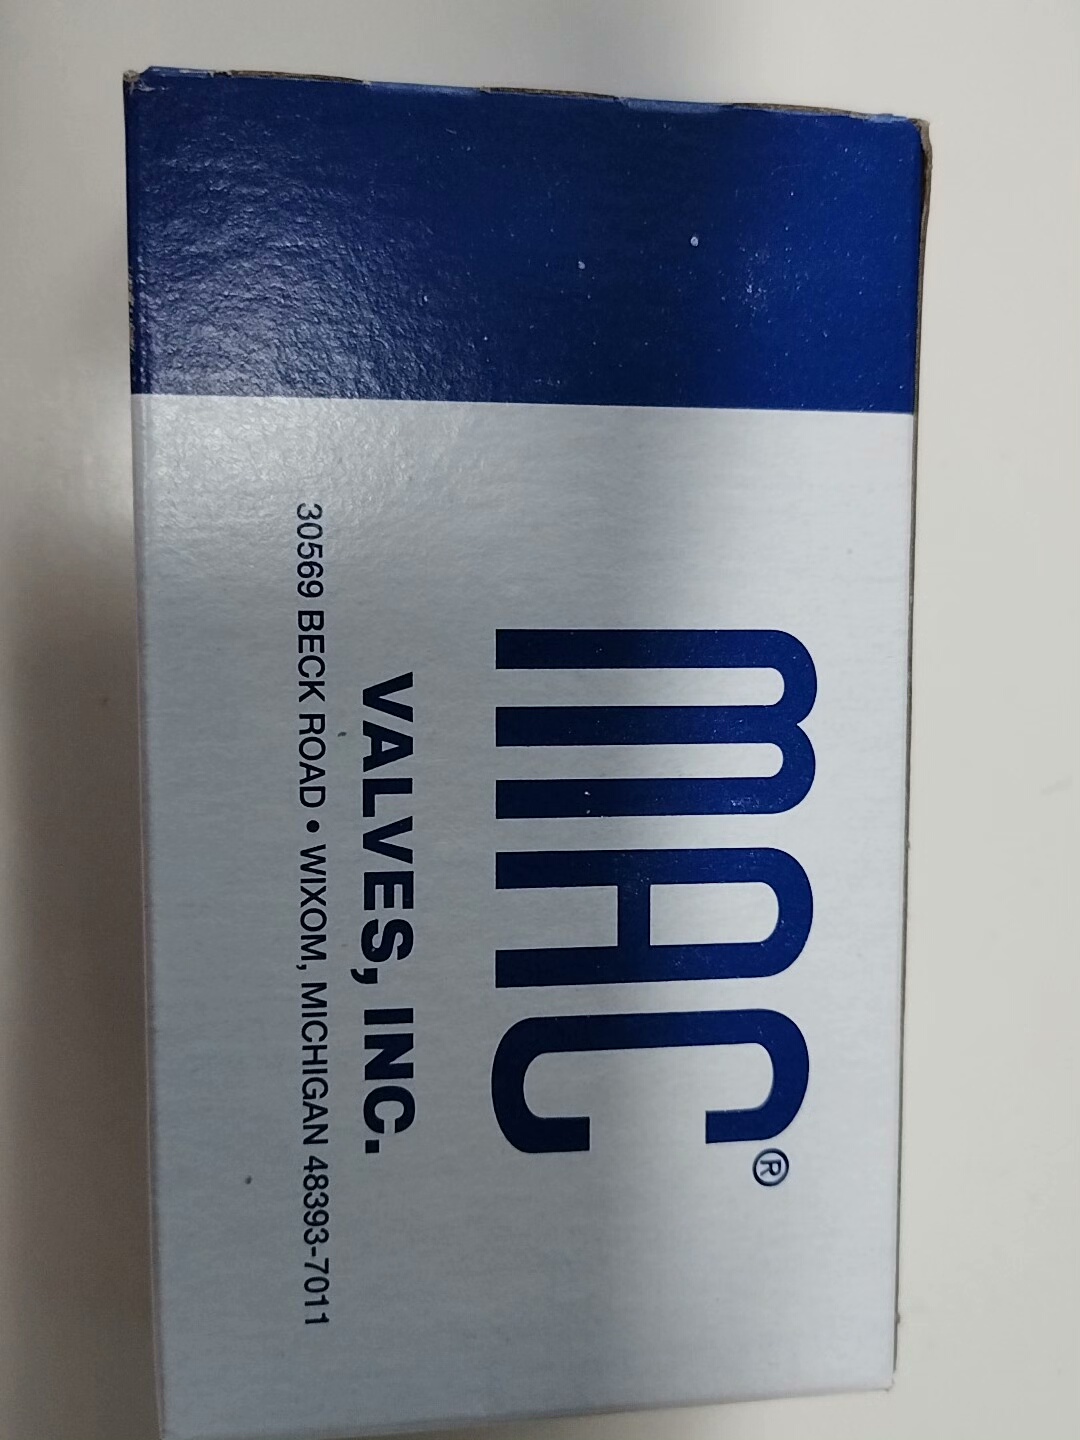 MAC®
VALVES, INC.
30569 BECK ROAD • WIXOM, MICHIGAN 48393-7011